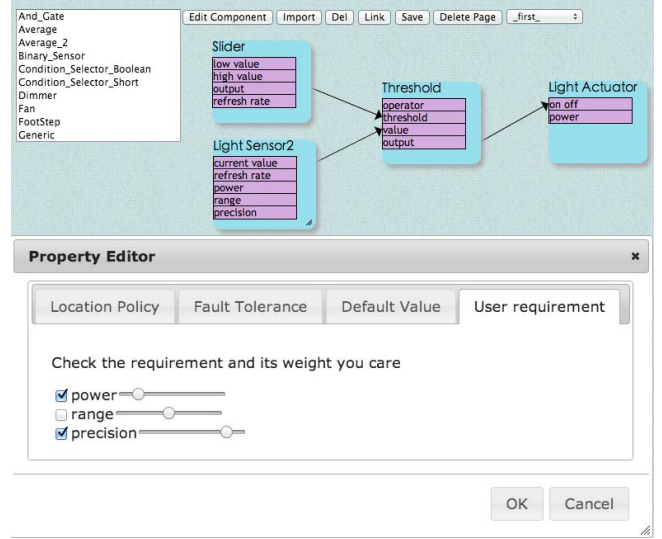 And_Gate
Average
Average_2
Binary_Sensor
Condition_Selector_Boolean
Condition_Selector_Short
Dimmer
Fan
FootStep
Generic
Edit Component Import Del Link Save Delete Page _first_
Slider
low value
high value
output
refresh rate
Light Sensor2
current value
refresh rate
power
range
precision
Threshold
operator
threshold
value
output
Light Actuator
on off
power
Property Editor x
Location Policy Fault Tolerance Default Value User requirement
Check the requirement and its weight you care
power
range
precision
OK Cancel